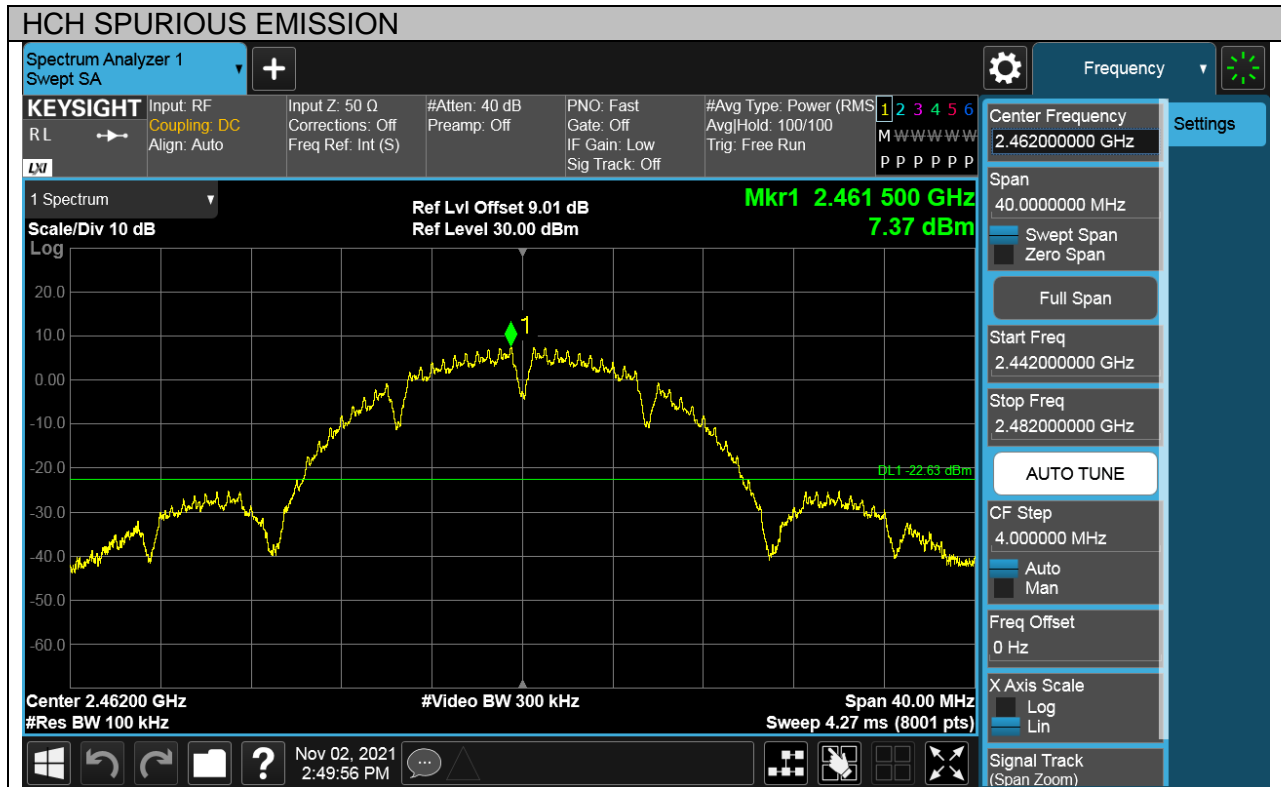 HCH SPURIOUS EMISSION
Spectrum Analyzer 1
Swept SA
+
Frequency
KEYSIGHT
RL
LXI
Input: RF
Coupling: DC
Align: Auto
Input Z: 50 Ω
Corrections: Off
Freq Ref: Int (S)
#Atten: 40 dB
Preamp: Off
PNO: Fast
Gate: Off
IF Gain: Low
Sig Track: Off
#Avg Type: Power (RMS
Avg|Hold: 100/100
Trig: Free Run
1 2 3 4 5 6
M W W W W W
P P P P P P
1 Spectrum
Scale/Div 10 dB
Log
Ref Lvl Offset 9.01 dB
Ref Level 30.00 dBm
Mkr1 2.461 500 GHz
7.37 dBm
20.0
10.0
0.00
-10.0
-20.0
-30.0
-40.0
-50.0
-60.0
1
DL1 -22.63 dBm
Center 2.46200 GHz
#Res BW 100 kHz
#Video BW 300 kHz
Span 40.00 MHz
Sweep 4.27 ms (8001 pts)
Center Frequency
2.462000000 GHz
Settings
Span
40.0000000 MHz
Swept Span
Zero Span
Full Span
Start Freq
2.442000000 GHz
Stop Freq
2.482000000 GHz
AUTO TUNE
CF Step
4.000000 MHz
Auto
Man
Freq Offset
0 Hz
X Axis Scale
Log
Lin
Signal Track
(Span Zoom)
?
Nov 02, 2021
2:49:56 PM